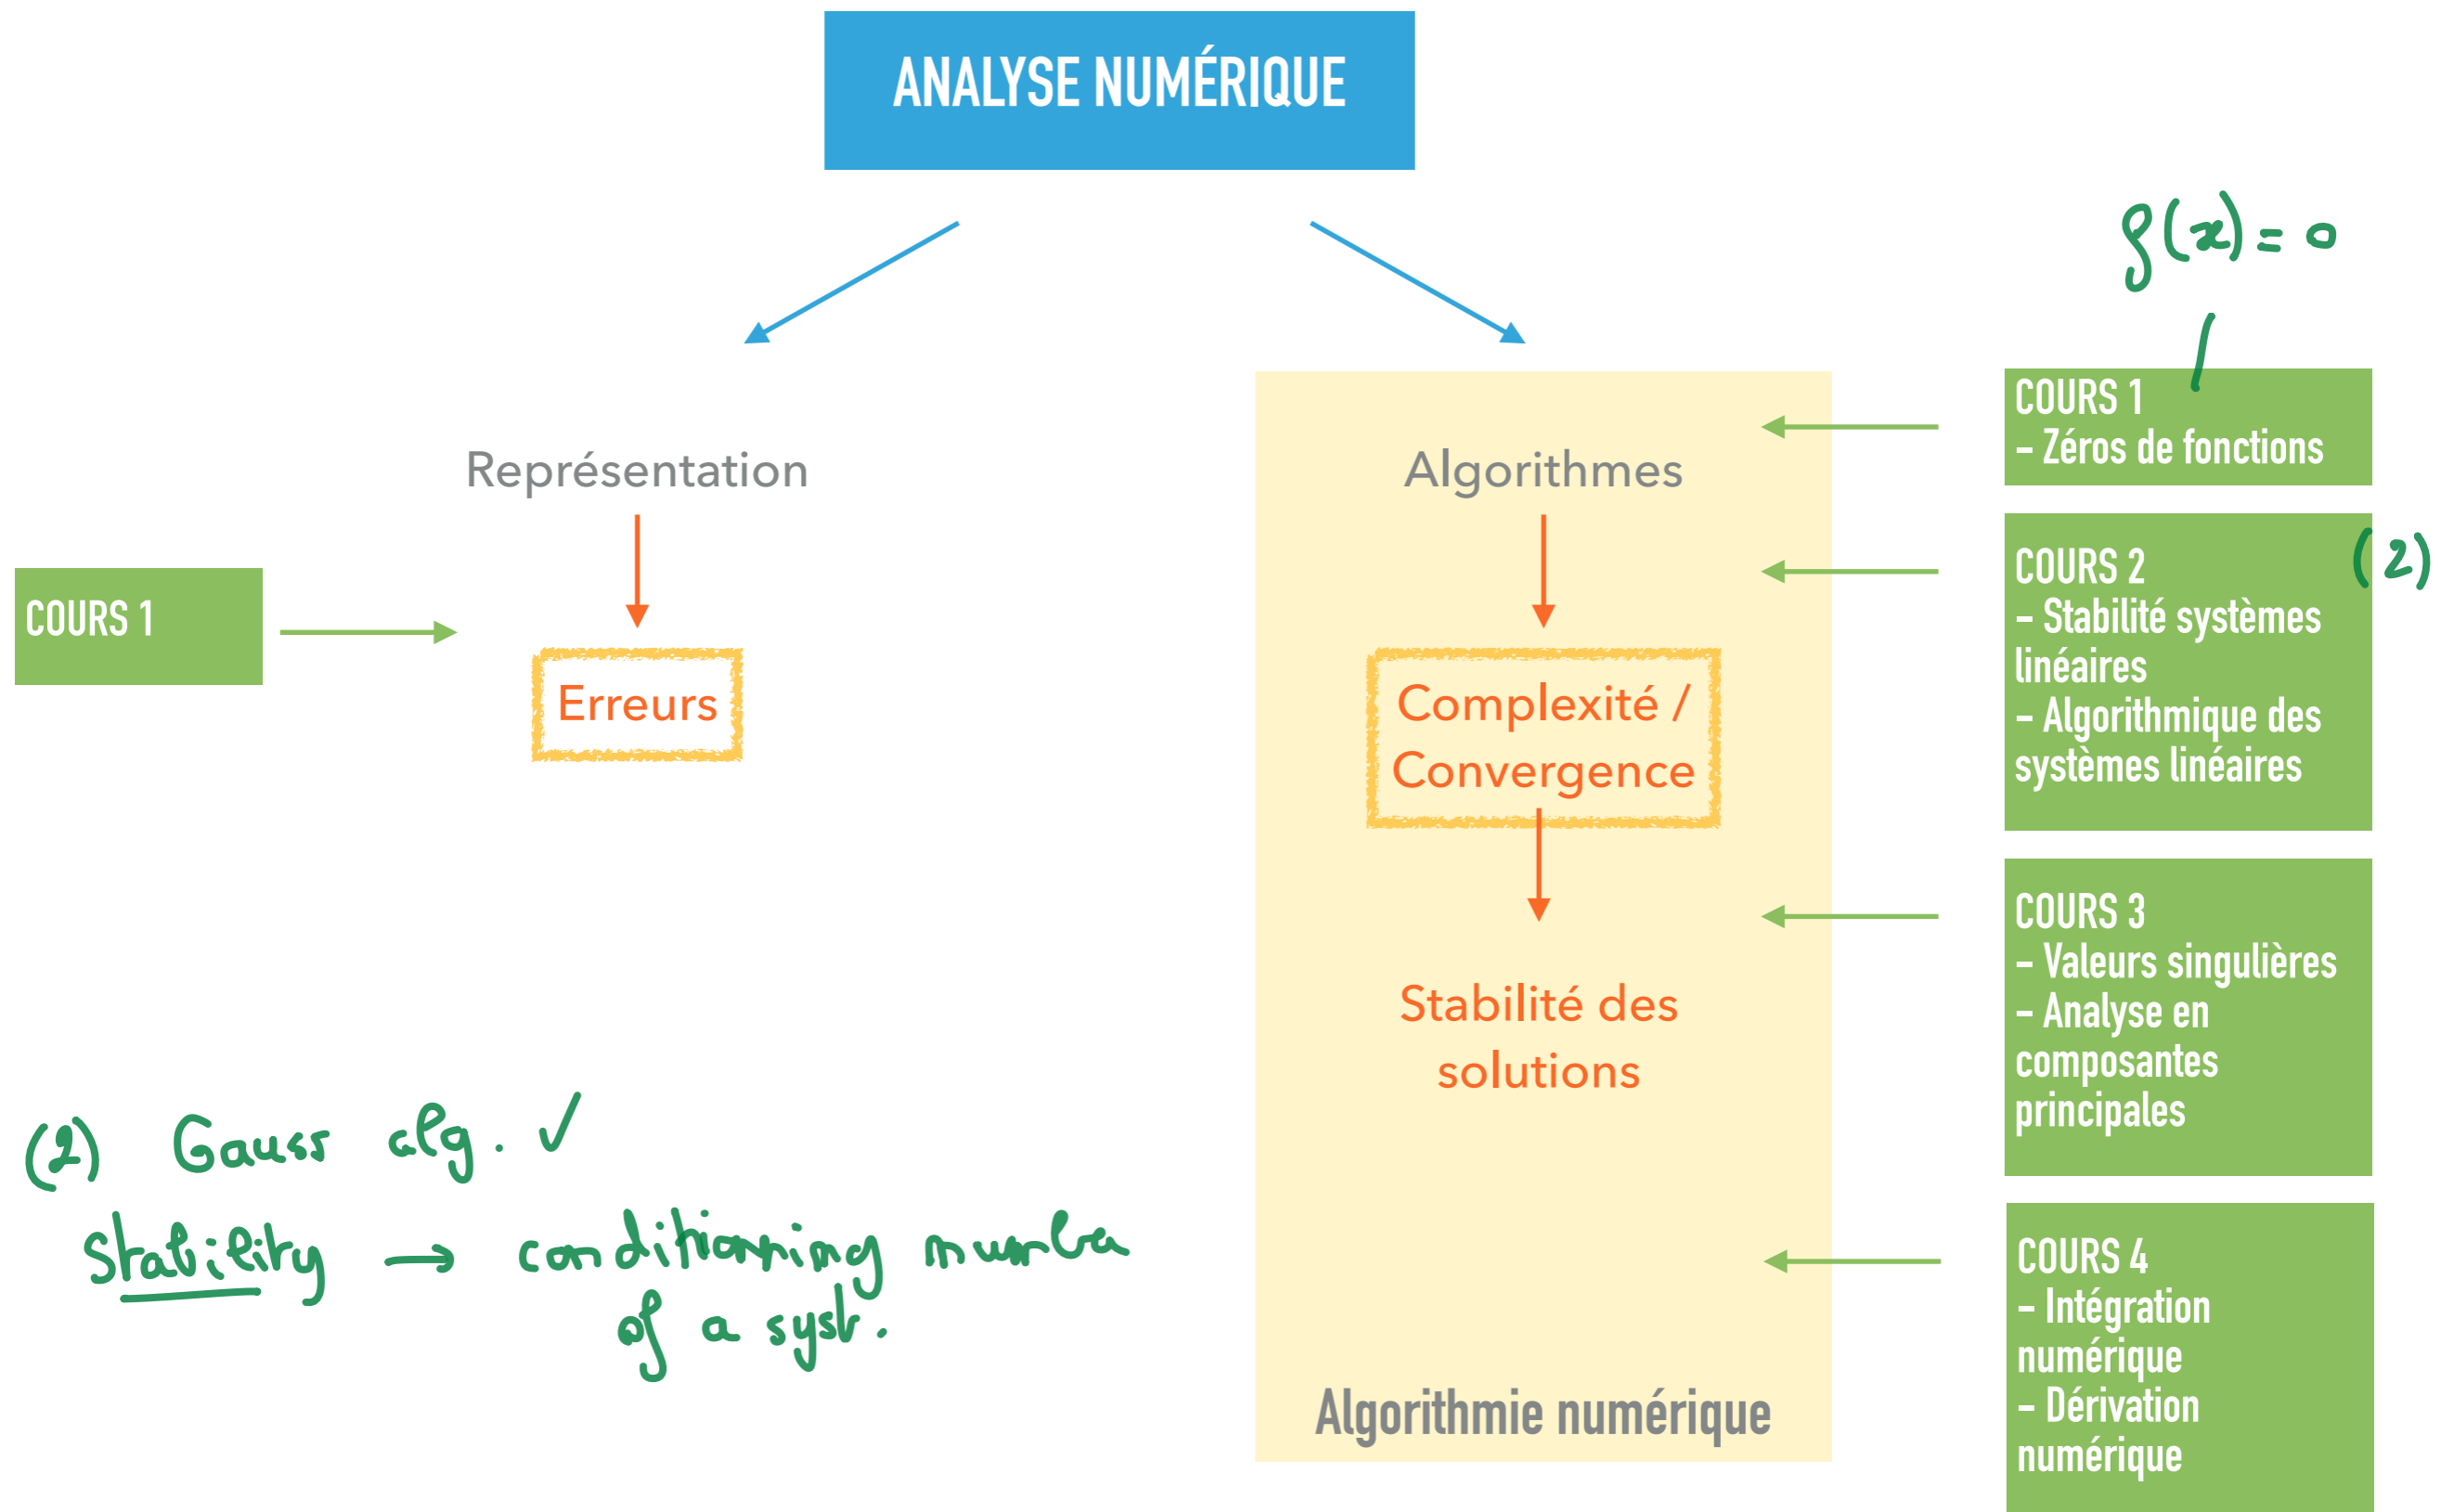 ANALYSE NUMÉRIQUE
f(x)=0
Représentation
Erreurs
COURS 1
Algorithmes
Complexité /
Convergence
Stabilité des
solutions
Algorithmie numérique
COURS 1
– Zéros de fonctions
COURS 2
(2)
– Stabilité systèmes
linéaires
– Algorithmique des
systèmes linéaires
COURS 3
– Valeurs singulières
– Analyse en
composantes
principales
COURS 4
– Intégration
numérique
– Dérivation
numérique
(2) Gauss alg. ✓
stability → conditioning number
of a syst.